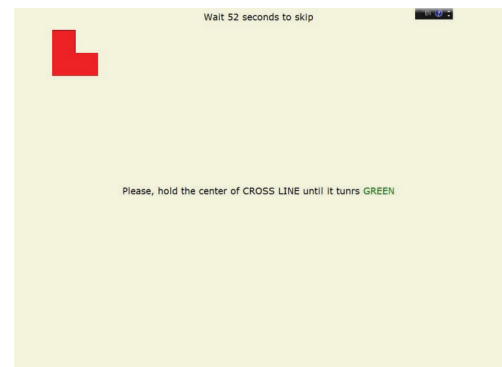 Wait 52 seconds to skip
Please, hold the center of CROSS LINE until it tunrs GREEN